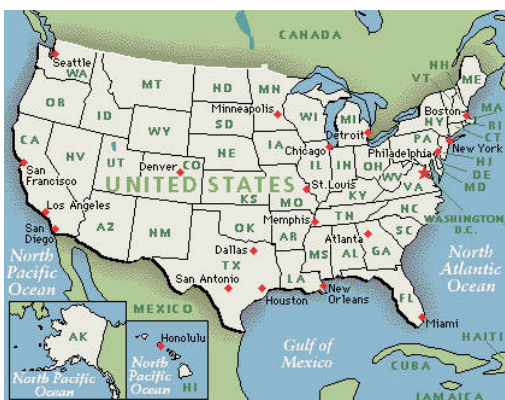 CANADA
Seattle
WA
MT
ND
MN
NH
VT
ME
OR
ID
Minneapolis
WI
MI
Boston
MA
NY
RI
WY
SD
Detroit
CT
CA
IA
Chicago
PA
New York
NV
NE
Philadelphia
NJ
UT
Denver
CO
IL
IN
OH
DE
San
Francisco
WV
MD
UNITED STATES
St.Louis
VA
KS
MO
KY
WASHINGTON,
D.C.
Los Angeles
Memphis
TN
NC
San
Diego
AZ
NM
OK
AR
Atlanta
SC
North
Pacific
Ocean
Dallas
MS
AL
GA
North
Atlantic
Ocean
TX
San Antonio
LA
Houston
New
Orleans
FL
MEXICO
Miami
AK
Honolulu
Gulf of
Mexico
HAITI
North
Pacific
Ocean
CUBA
North Pacific
Ocean
HI
JAMAICA